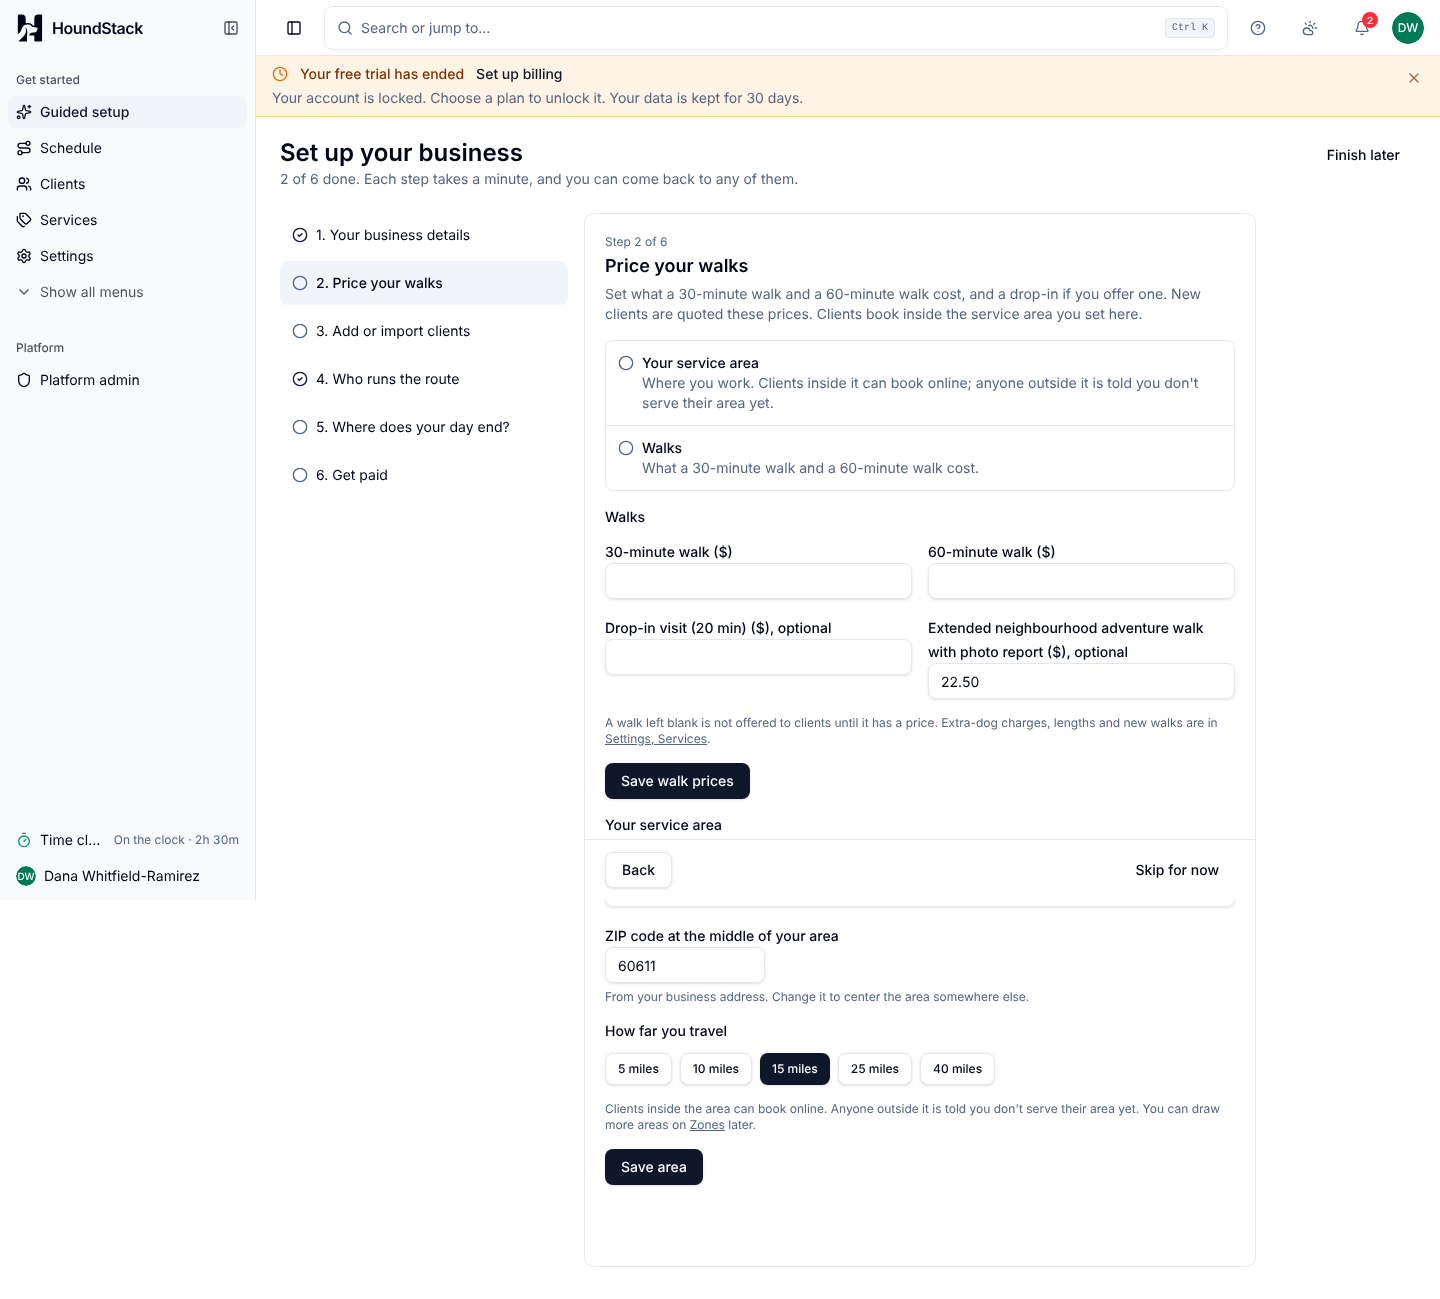 HoundStack
Search or jump to...
Ctrl K
2
DW
Get started
Guided setup
Schedule
Clients
Services
Settings
Show all menus
Platform
Platform admin
Time cl...
On the clock · 2h 30m
DW
Dana Whitfield-Ramirez
Your free trial has ended
Set up billing
Your account is locked. Choose a plan to unlock it. Your data is kept for 30 days.
Set up your business
Finish later
2 of 6 done. Each step takes a minute, and you can come back to any of them.
1. Your business details
2. Price your walks
3. Add or import clients
4. Who runs the route
5. Where does your day end?
6. Get paid
Step 2 of 6
Price your walks
Set what a 30-minute walk and a 60-minute walk cost, and a drop-in if you offer one. New
clients are quoted these prices. Clients book inside the service area you set here.
Your service area
Where you work. Clients inside it can book online; anyone outside it is told you don't
serve their area yet.
Walks
What a 30-minute walk and a 60-minute walk cost.
Walks
30-minute walk ($)
60-minute walk ($)
Drop-in visit (20 min) ($), optional
Extended neighbourhood adventure walk
with photo report ($), optional
22.50
A walk left blank is not offered to clients until it has a price. Extra-dog charges, lengths and new walks are in
Settings, Services.
Save walk prices
Your service area
Back
Skip for now
ZIP code at the middle of your area
60611
From your business address. Change it to center the area somewhere else.
How far you travel
5 miles
10 miles
15 miles
25 miles
40 miles
Clients inside the area can book online. Anyone outside it is told you don't serve their area yet. You can draw
more areas on Zones later.
Save area